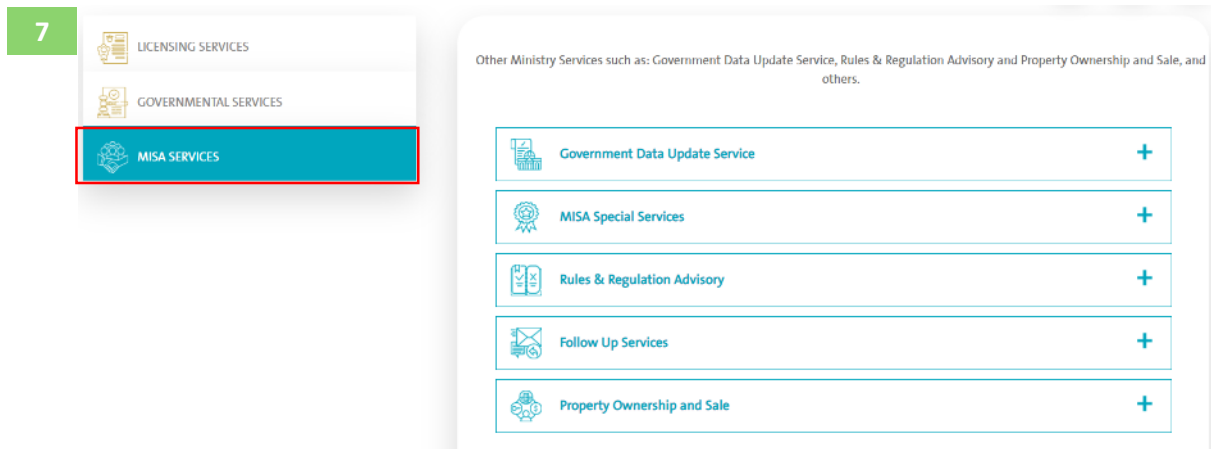 7
LICENSING SERVICES
GOVERNMENTAL SERVICES
MISA SERVICES
Other Ministry Services such as: Government Data Update Service, Rules & Regulation Advisory and Property Ownership and Sale, and
others.
Government Data Update Service
MISA Special Services
Rules & Regulation Advisory
Follow Up Services
Property Ownership and Sale